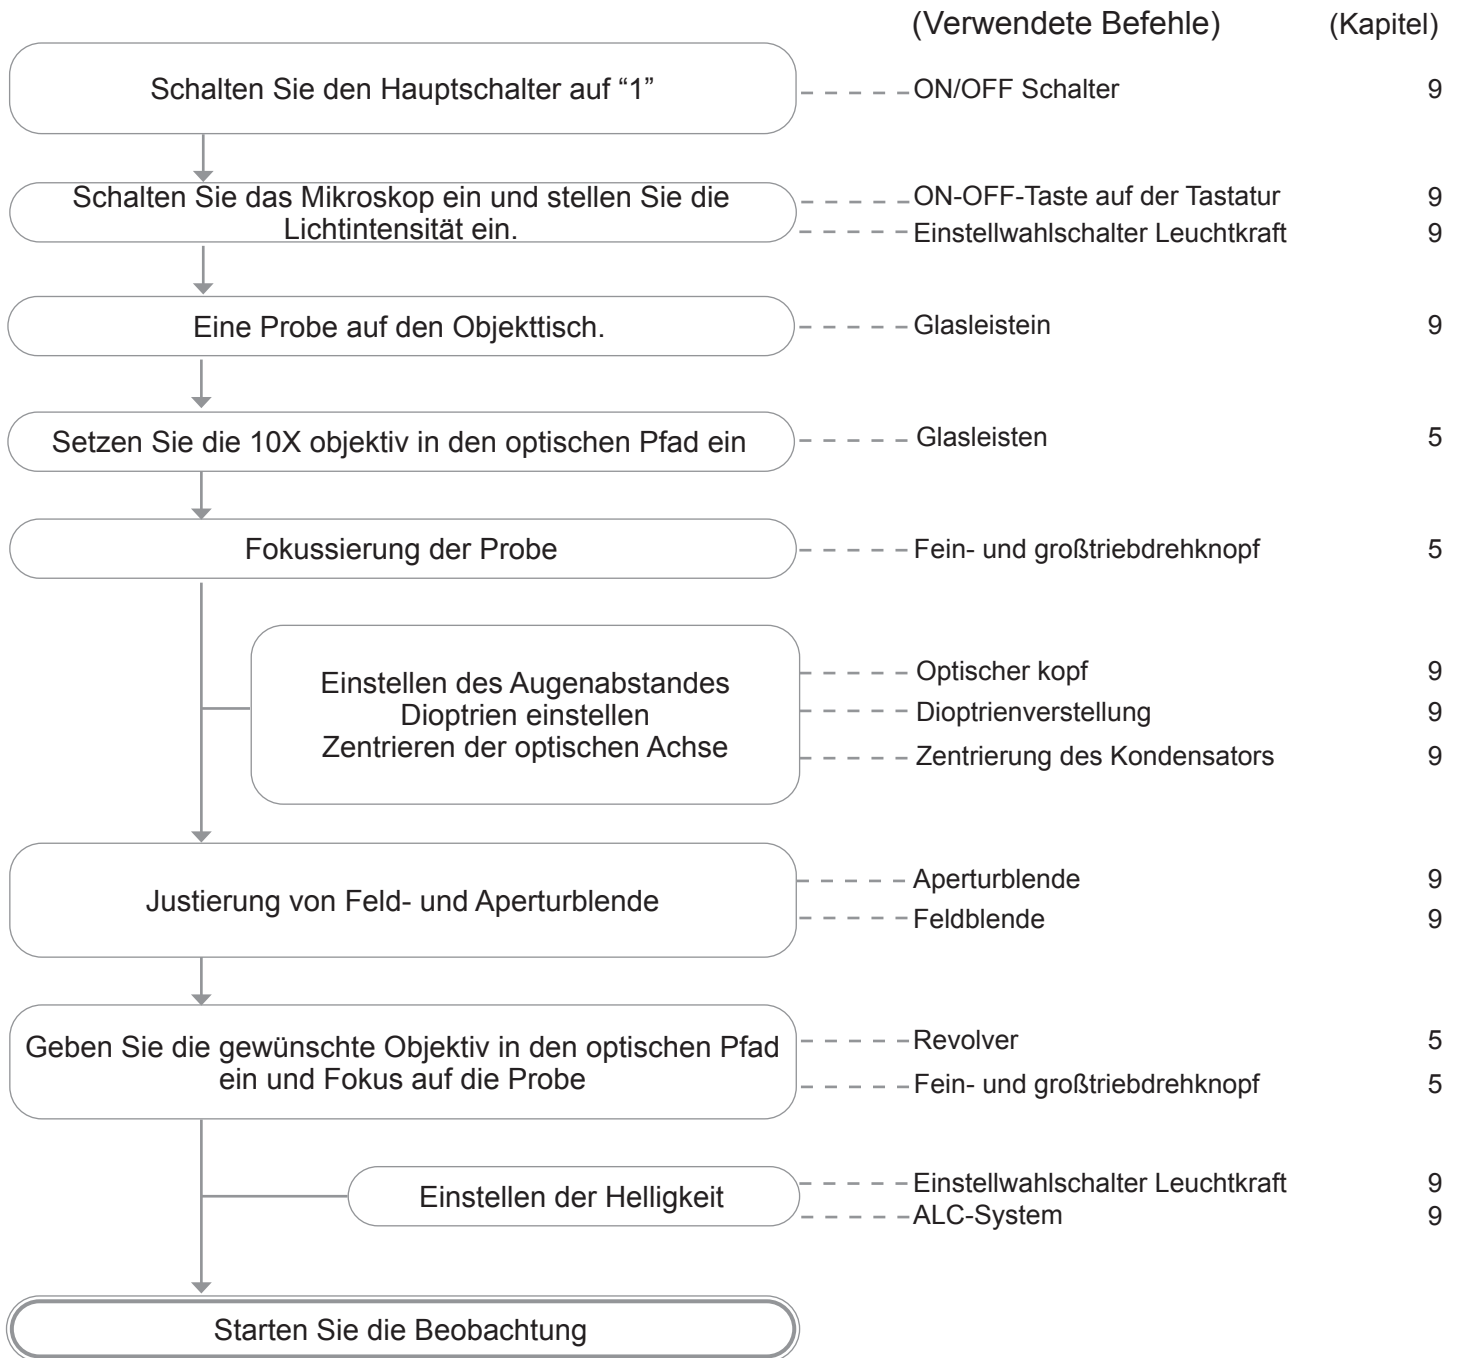 (Verwendete Befehle) (Kapitel)
Schalten Sie den Hauptschalter auf “1” ON/OFF Schalter 9
Schalten Sie das Mikroskop ein und stellen Sie die
Lichtintensität ein.
ON-OFF-Taste auf der Tastatur 9
Einstellwahlschalter Leuchtkraft 9
Eine Probe auf den Objekttisch. Glasleistein 9
Setzen Sie die 10X objektiv in den optischen Pfad ein Glasleisten 5
Fokussierung der Probe Fein- und großtriebdrehknopf 5
Einstellen des Augenabstandes
Dioptrien einstellen
Zentrieren der optischen Achse
Optischer kopf 9
Dioptrienverstellung 9
Zentrierung des Kondensators 9
Justierung von Feld- und Aperturblende
Aperturblende 9
Feldblende 9
Geben Sie die gewünschte Objektiv in den optischen Pfad
ein und Fokus auf die Probe
Revolver 5
Fein- und großtriebdrehknopf 5
Einstellen der Helligkeit
Einstellwahlschalter Leuchtkraft 9
ALC-System 9
Starten Sie die Beobachtung